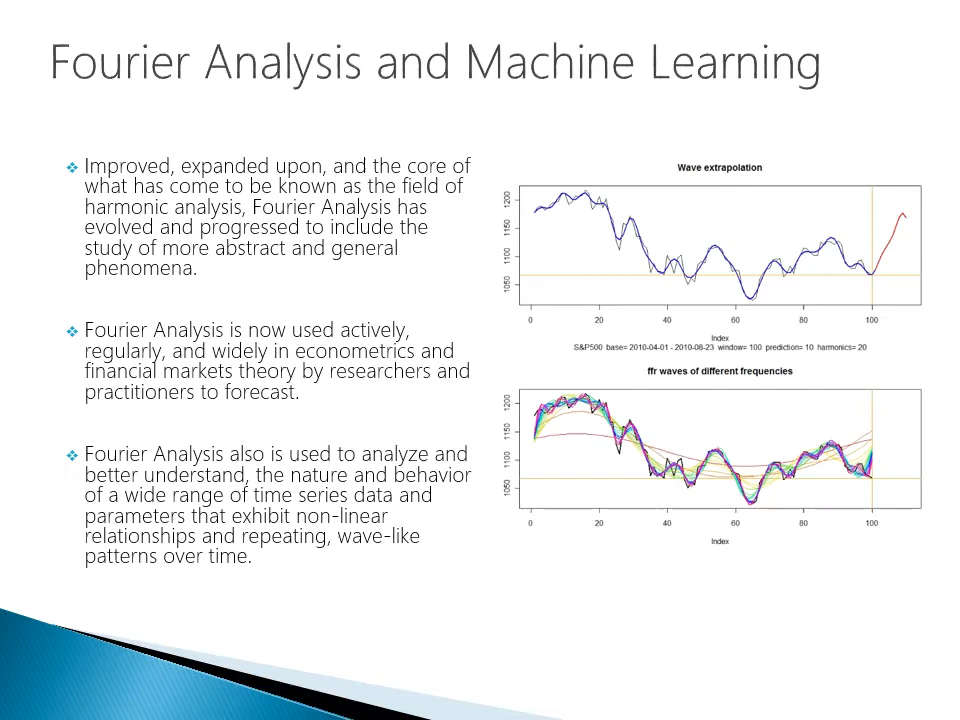 Fourier Analysis and Machine Learning
❖ Improved, expanded upon, and the core of
what has come to be known as the field of
harmonic analysis, Fourier Analysis has
evolved and progressed to include the
study of more abstract and general
phenomena.
❖ Fourier Analysis is now used actively,
regularly, and widely in econometrics and
financial markets theory by researchers and
practitioners to forecast.
❖ Fourier Analysis also is used to analyze and
better understand, the nature and behavior
of a wide range of time series data and
parameters that exhibit non-linear
relationships and repeating, wave-like
patterns over time.
Wave extrapolation
1200
1150
1100
1050
0 20 40 60 80 100
Index
S&P500 base= 2010-04-01 - 2010-08-23 window= 100 prediction= 10 harmonics= 20
ffr waves of different frequencies
1200
1150
1100
1050
0 20 40 60 80 100
Index